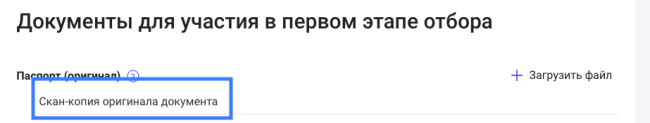 Документы для участия в первом этапе отбора
Паспорт (оригинал) ?
+ Загрузить файл
Скан-копия оригинала документа